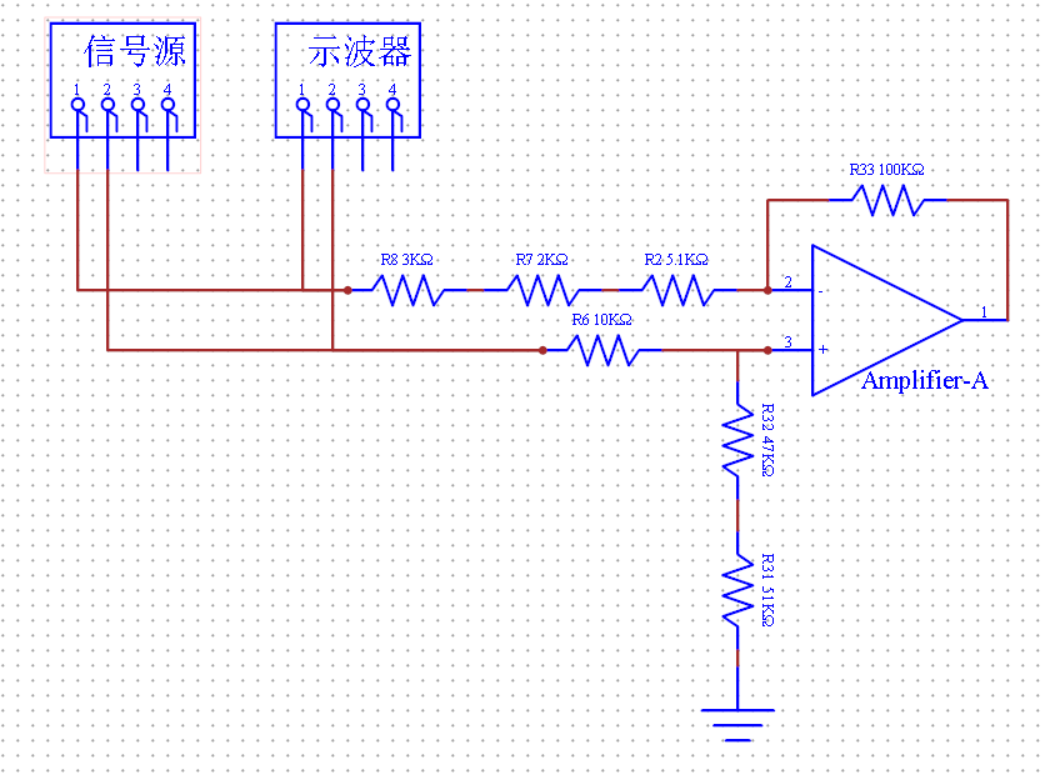 信号源
1 2 3 4
示波器
1 2 3 4
R33 100KΩ
R8 3KΩ
R7 2KΩ
R2 5.1KΩ
2
-
R6 10KΩ
1
3
+
Amplifier-A
R32 47KΩ
R31 51KΩ